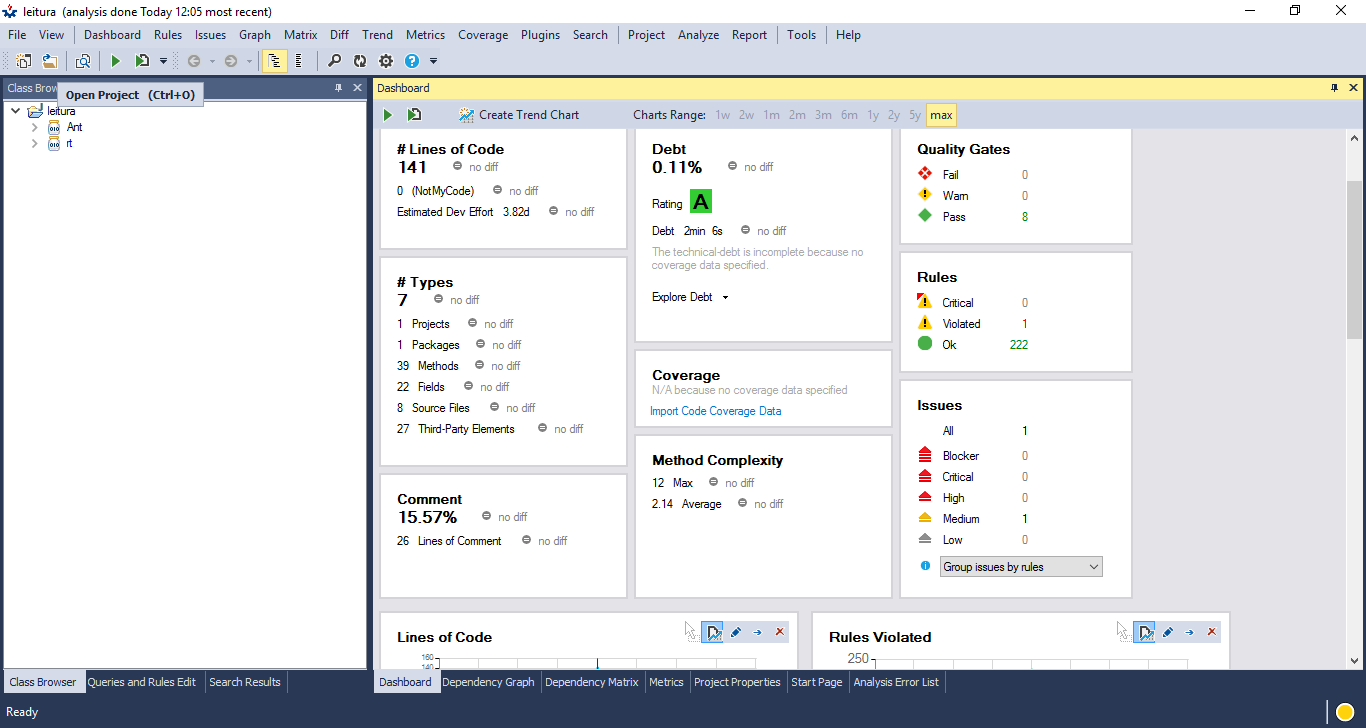 leitura (analysis done Today 12:05 most recent)
File View Dashboard Rules Issues Graph Matrix Diff Trend Metrics Coverage Plugins Search Project Analyze Report Tools Help
Class Brow
Open Project (Ctrl+O)
leitura
Ant
rt
Dashboard
Create Trend Chart Charts Range: 1w 2w 1m 2m 3m 6m 1y 2y 5y max
# Lines of Code
141 no diff
0 (NotMyCode) no diff
Estimated Dev Effort 3.82d no diff
# Types
7 no diff
1 Projects no diff
1 Packages no diff
39 Methods no diff
22 Fields no diff
8 Source Files no diff
27 Third-Party Elements no diff
Comment
15.57% no diff
26 Lines of Comment no diff
Debt
0.11% no diff
Rating A
Debt 2min 6s no diff
The technical-debt is incomplete because no
coverage data specified.
Explore Debt
Coverage
N/A because no coverage data specified
Import Code Coverage Data
Method Complexity
12 Max no diff
2.14 Average no diff
Quality Gates
Fail 0
Warn 0
Pass 8
Rules
Critical 0
Violated 1
Ok 222
Issues
All 1
Blocker 0
Critical 0
High 0
Medium 1
Low 0
Group issues by rules
Lines of Code
160
140
Rules Violated
250
Class Browser Queries and Rules Edit Search Results
Dashboard Dependency Graph Dependency Matrix Metrics Project Properties Start Page Analysis Error List
Ready